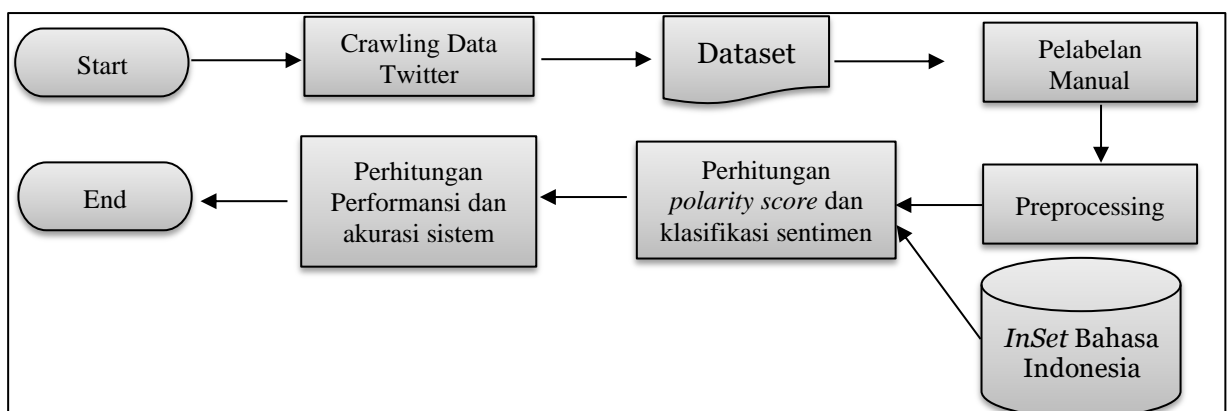 Start
Crawling Data
Twitter
Dataset
Pelabelan
Manual
Preprocessing
InSet Bahasa
Indonesia
Perhitungan
polarity score dan
klasifikasi sentimen
Perhitungan
Performansi dan
akurasi sistem
End